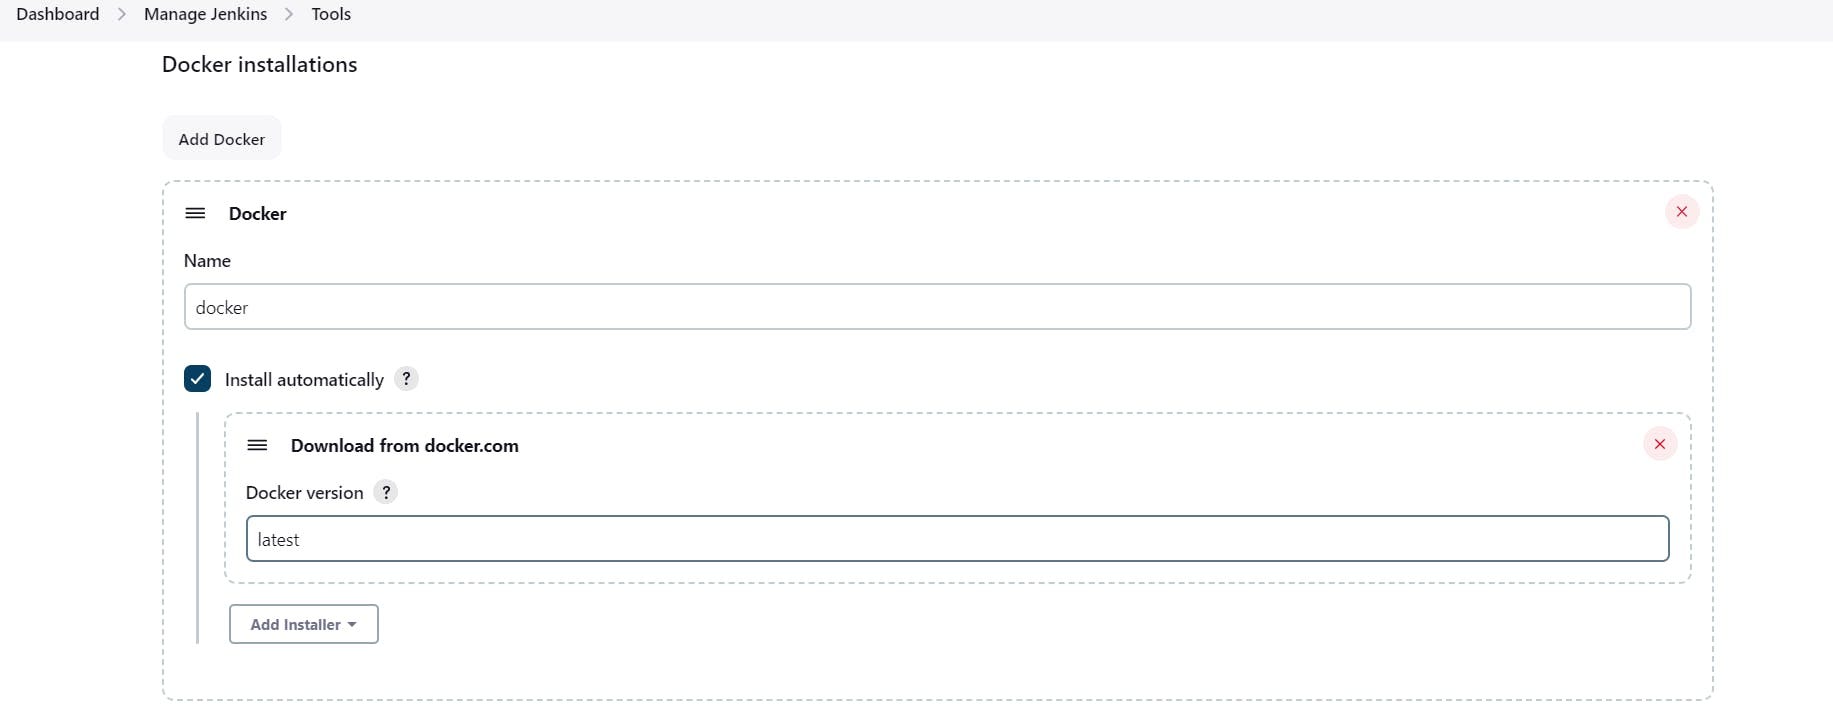 Dashboard > Manage Jenkins > Tools
Docker installations
Add Docker
Docker
Name
docker
Install automatically ?
Download from docker.com
Docker version ?
latest
Add Installer